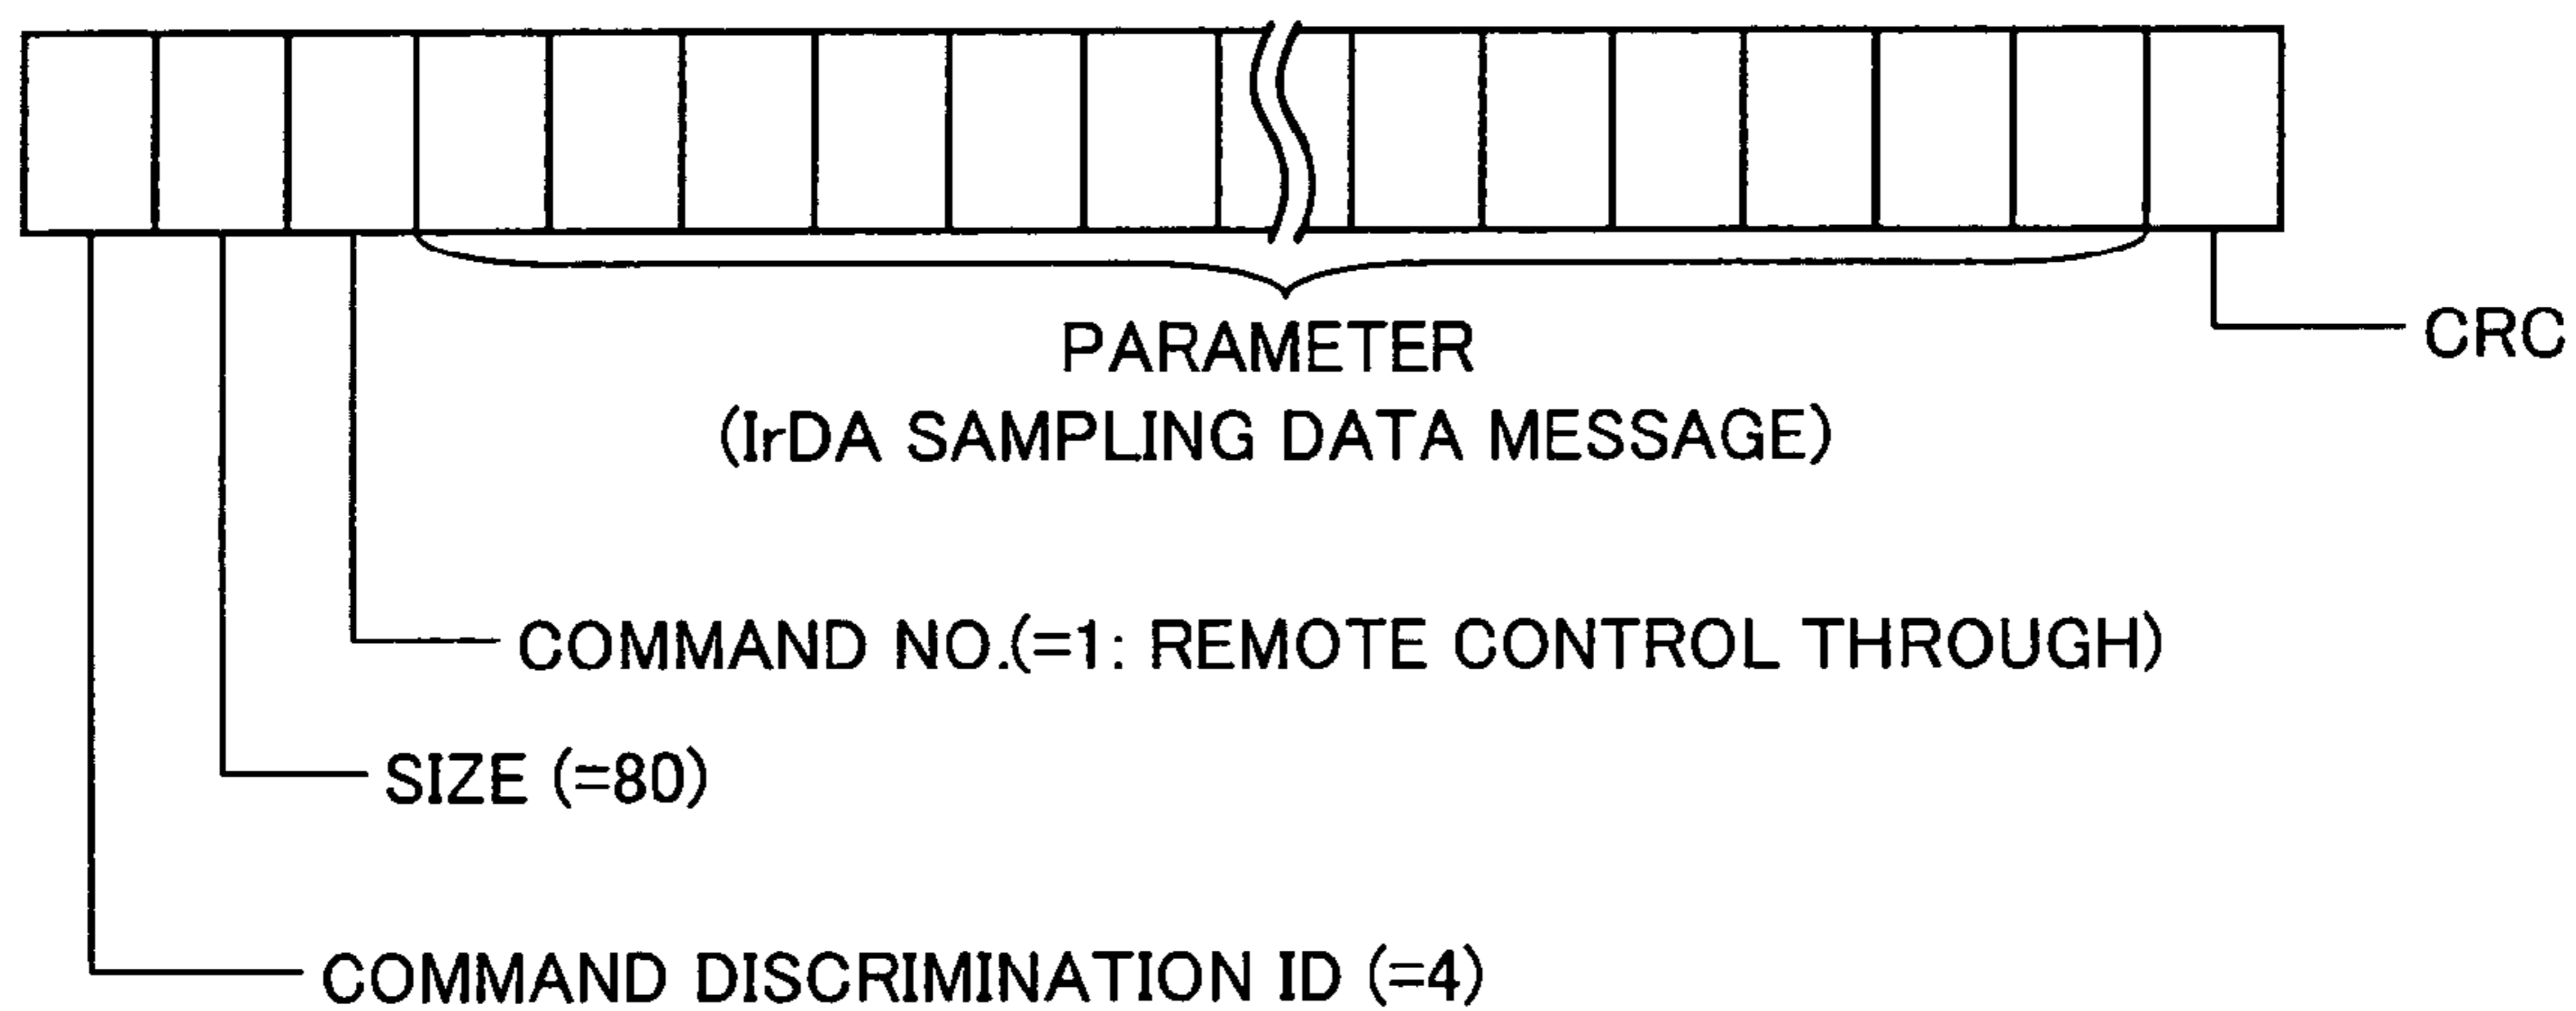 CRC
PARAMETER
(IrDA SAMPLING DATA MESSAGE)
COMMAND NO.(=1: REMOTE CONTROL THROUGH)
SIZE (=80)
COMMAND DISCRIMINATION ID (=4)